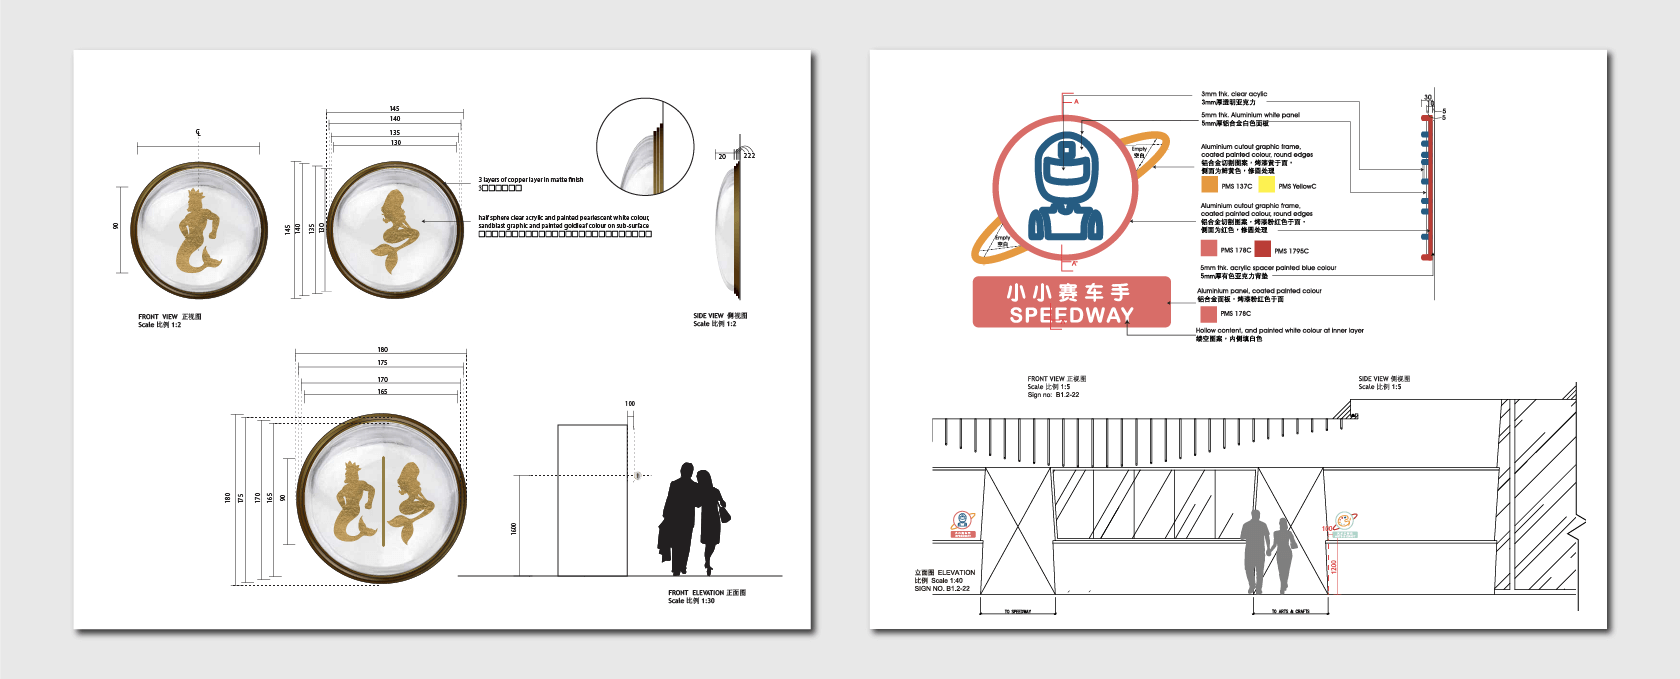 145
140
135
130
℄
90
145
140
135
130
3 layers of copper layer in matte finish
3□□□□□□
half sphere clear acrylic and painted pearlescent white colour,
sandblast graphic and painted goldleaf colour on sub-surface
□□□□□□□□□□□□□□□□□□□□□□□□□□
20
222
FRONT VIEW 正视图
Scale 比例 1:2
SIDE VIEW 侧视图
Scale 比例 1:2
180
175
170
165
180
175
170
165
90
100
1600
FRONT ELEVATION 正面图
Scale 比例 1:30
A
3mm thk. clear acylic
3mm厚透明亚克力
5mm thk. Aluminium white panel
5mm厚铝合金白色面板
Empty
空白
Aluminium cutout graphic frame,
coated painted colour, round edges
铝合金切割图案，烤漆黄于面，
侧面为鲜黄色，修圆处理
PMS 137C
PMS YellowC
Aluminium cutout graphic frame,
coated painted colour, round edges
铝合金切割图案，烤漆粉红色于面，
侧面为红色，修圆处理
PMS 178C
PMS 1795C
Empty
空白
A'
5mm thk. acrylic spacer painted blue colour
5mm厚有色亚克力背垫
小小赛车手
SPEEDWAY
Aluminium panel, coated painted colour
铝合金面板，烤漆粉红色于面
PMS 178C
Hollow content, and painted white colour at inner layer
缕空图案，内侧填白色
30
5
5
FRONT VIEW 正视图
Scale 比例 1:5
Sign no: B1.2-22
SIDE VIEW 侧视图
Scale 比例 1:5
100
1200
立面图 ELEVATION
比例 Scale 1:40
SIGN NO. B1.2-22
TO SPEEDWAY
TO ARTS & CRAFTS